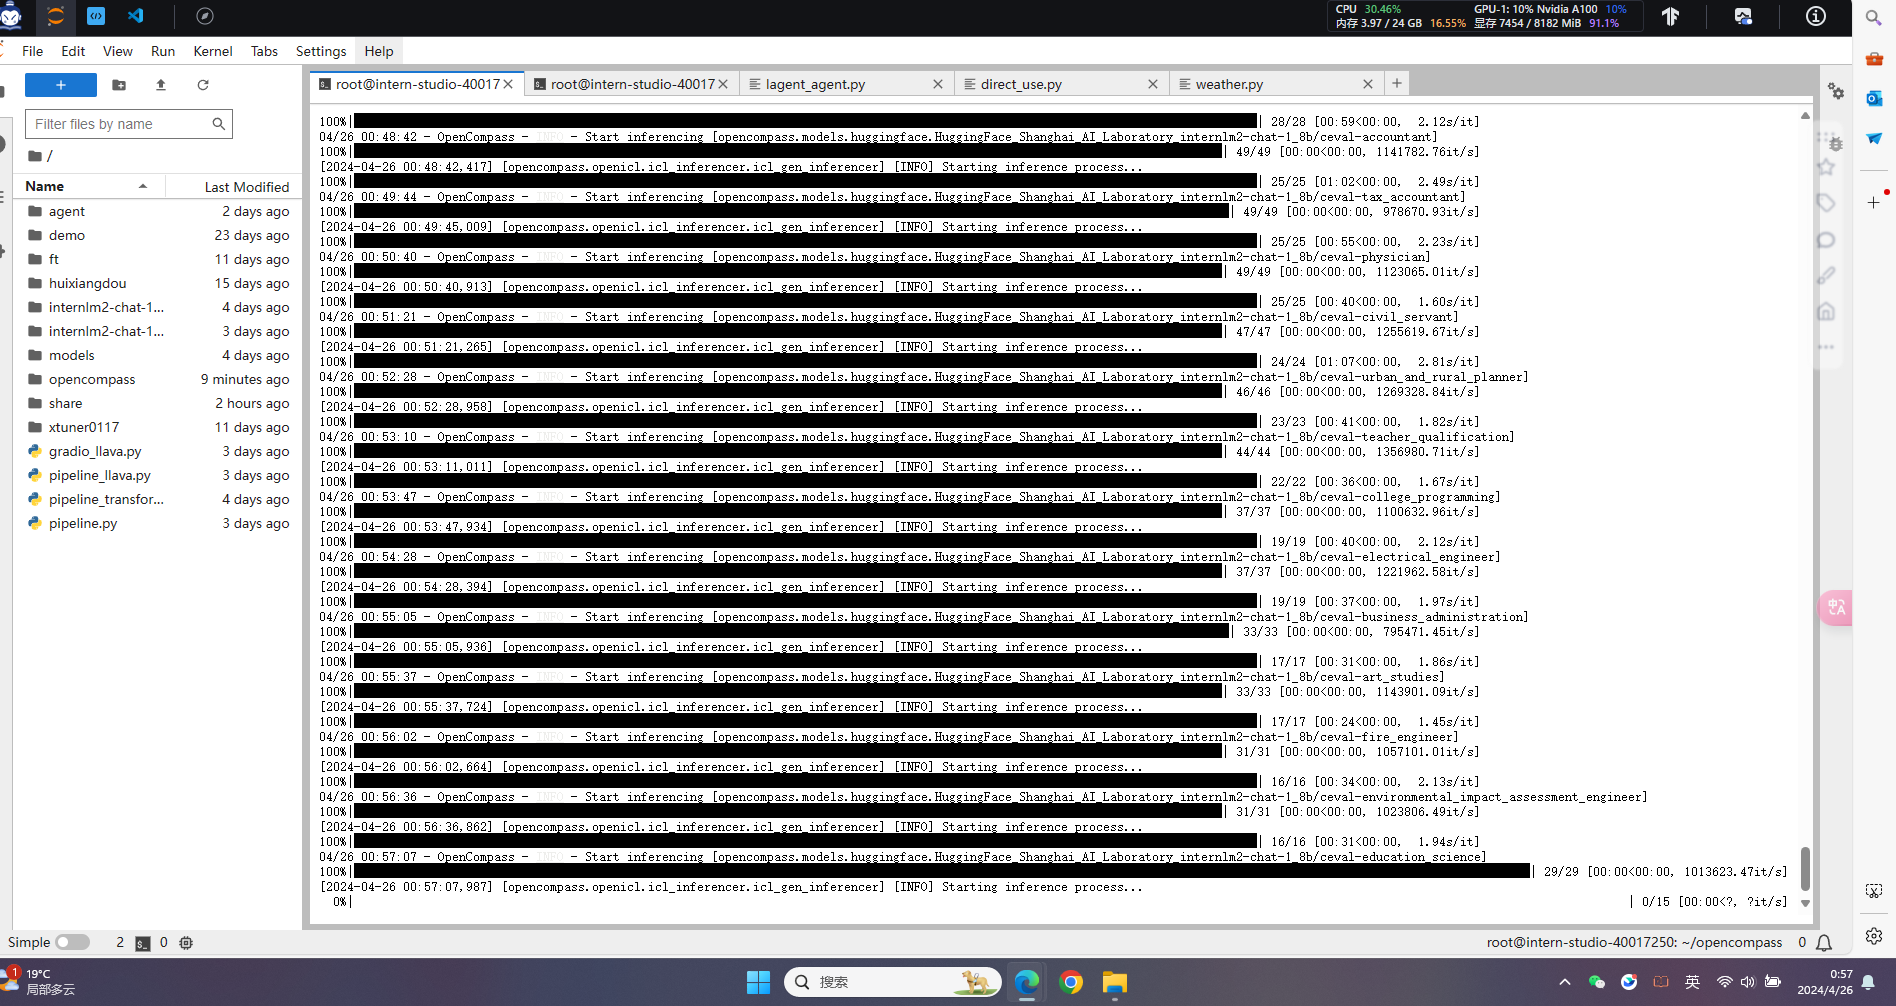 CPU 30.46% GPU-1: 10% Nvidia A100 10%
内存 3.97 / 24 GB 16.55% 显存 7454 / 8182 MiB 91.1%
File Edit View Run Kernel Tabs Settings Help
root@intern-studio-40017 root@intern-studio-40017 lagent_agent.py direct_use.py weather.py
Filter files by name
/
Name Last Modified
agent 2 days ago
demo 23 days ago
ft 11 days ago
huixiangdou 15 days ago
internlm2-chat-1... 4 days ago
internlm2-chat-1... 3 days ago
models 4 days ago
opencompass 9 minutes ago
share 2 hours ago
xtuner0117 11 days ago
gradio_llava.py 3 days ago
pipeline_llava.py 3 days ago
pipeline_transfor... 4 days ago
pipeline.py 3 days ago
100%| | 28/28 [00:59<00:00, 2.12s/it]
04/26 00:48:42 - OpenCompass - INFO - Start inferencing [opencompass.models.huggingface.HuggingFace_Shanghai_AI_Laboratory_internlm2-chat-1_8b/ceval-accountant]
100%| | 49/49 [00:00<00:00, 1141782.76it/s]
[2024-04-26 00:48:42,417] [opencompass.openicl.icl_inferencer.icl_gen_inferencer] [INFO] Starting inference process...
100%| | 25/25 [01:02<00:00, 2.49s/it]
04/26 00:49:44 - OpenCompass - INFO - Start inferencing [opencompass.models.huggingface.HuggingFace_Shanghai_AI_Laboratory_internlm2-chat-1_8b/ceval-tax_accountant]
100%| | 49/49 [00:00<00:00, 978670.93it/s]
[2024-04-26 00:49:45,009] [opencompass.openicl.icl_inferencer.icl_gen_inferencer] [INFO] Starting inference process...
100%| | 25/25 [00:55<00:00, 2.23s/it]
04/26 00:50:40 - OpenCompass - INFO - Start inferencing [opencompass.models.huggingface.HuggingFace_Shanghai_AI_Laboratory_internlm2-chat-1_8b/ceval-physician]
100%| | 49/49 [00:00<00:00, 1123065.01it/s]
[2024-04-26 00:50:40,913] [opencompass.openicl.icl_inferencer.icl_gen_inferencer] [INFO] Starting inference process...
100%| | 25/25 [00:40<00:00, 1.60s/it]
04/26 00:51:21 - OpenCompass - INFO - Start inferencing [opencompass.models.huggingface.HuggingFace_Shanghai_AI_Laboratory_internlm2-chat-1_8b/ceval-civil_servant]
100%| | 47/47 [00:00<00:00, 1255619.67it/s]
[2024-04-26 00:51:21,265] [opencompass.openicl.icl_inferencer.icl_gen_inferencer] [INFO] Starting inference process...
100%| | 24/24 [01:07<00:00, 2.81s/it]
04/26 00:52:28 - OpenCompass - INFO - Start inferencing [opencompass.models.huggingface.HuggingFace_Shanghai_AI_Laboratory_internlm2-chat-1_8b/ceval-urban_and_rural_planner]
100%| | 46/46 [00:00<00:00, 1269328.84it/s]
[2024-04-26 00:52:28,958] [opencompass.openicl.icl_inferencer.icl_gen_inferencer] [INFO] Starting inference process...
100%| | 23/23 [00:41<00:00, 1.82s/it]
04/26 00:53:10 - OpenCompass - INFO - Start inferencing [opencompass.models.huggingface.HuggingFace_Shanghai_AI_Laboratory_internlm2-chat-1_8b/ceval-teacher_qualification]
100%| | 44/44 [00:00<00:00, 1356980.71it/s]
[2024-04-26 00:53:11,011] [opencompass.openicl.icl_inferencer.icl_gen_inferencer] [INFO] Starting inference process...
100%| | 22/22 [00:36<00:00, 1.67s/it]
04/26 00:53:47 - OpenCompass - INFO - Start inferencing [opencompass.models.huggingface.HuggingFace_Shanghai_AI_Laboratory_internlm2-chat-1_8b/ceval-college_programming]
100%| | 37/37 [00:00<00:00, 1100632.96it/s]
[2024-04-26 00:53:47,934] [opencompass.openicl.icl_inferencer.icl_gen_inferencer] [INFO] Starting inference process...
100%| | 19/19 [00:40<00:00, 2.12s/it]
04/26 00:54:28 - OpenCompass - INFO - Start inferencing [opencompass.models.huggingface.HuggingFace_Shanghai_AI_Laboratory_internlm2-chat-1_8b/ceval-electrical_engineer]
100%| | 37/37 [00:00<00:00, 1221962.58it/s]
[2024-04-26 00:54:28,394] [opencompass.openicl.icl_inferencer.icl_gen_inferencer] [INFO] Starting inference process...
100%| | 19/19 [00:37<00:00, 1.97s/it]
04/26 00:55:05 - OpenCompass - INFO - Start inferencing [opencompass.models.huggingface.HuggingFace_Shanghai_AI_Laboratory_internlm2-chat-1_8b/ceval-business_administration]
100%| | 33/33 [00:00<00:00, 795471.45it/s]
[2024-04-26 00:55:05,936] [opencompass.openicl.icl_inferencer.icl_gen_inferencer] [INFO] Starting inference process...
100%| | 17/17 [00:31<00:00, 1.86s/it]
04/26 00:55:37 - OpenCompass - INFO - Start inferencing [opencompass.models.huggingface.HuggingFace_Shanghai_AI_Laboratory_internlm2-chat-1_8b/ceval-art_studies]
100%| | 33/33 [00:00<00:00, 1143901.09it/s]
[2024-04-26 00:55:37,724] [opencompass.openicl.icl_inferencer.icl_gen_inferencer] [INFO] Starting inference process...
100%| | 17/17 [00:24<00:00, 1.45s/it]
04/26 00:56:02 - OpenCompass - INFO - Start inferencing [opencompass.models.huggingface.HuggingFace_Shanghai_AI_Laboratory_internlm2-chat-1_8b/ceval-fire_engineer]
100%| | 31/31 [00:00<00:00, 1057101.01it/s]
[2024-04-26 00:56:02,664] [opencompass.openicl.icl_inferencer.icl_gen_inferencer] [INFO] Starting inference process...
100%| | 16/16 [00:34<00:00, 2.13s/it]
04/26 00:56:36 - OpenCompass - INFO - Start inferencing [opencompass.models.huggingface.HuggingFace_Shanghai_AI_Laboratory_internlm2-chat-1_8b/ceval-environmental_impact_assessment_engineer]
100%| | 31/31 [00:00<00:00, 1023806.49it/s]
[2024-04-26 00:56:36,862] [opencompass.openicl.icl_inferencer.icl_gen_inferencer] [INFO] Starting inference process...
100%| | 16/16 [00:31<00:00, 1.94s/it]
04/26 00:57:07 - OpenCompass - INFO - Start inferencing [opencompass.models.huggingface.HuggingFace_Shanghai_AI_Laboratory_internlm2-chat-1_8b/ceval-education_science]
100%| | 29/29 [00:00<00:00, 1013623.47it/s]
[2024-04-26 00:57:07,987] [opencompass.openicl.icl_inferencer.icl_gen_inferencer] [INFO] Starting inference process...
0%| | 0/15 [00:00<?, ?it/s]
Simple 2 0 root@intern-studio-40017250: ~/opencompass 0
1 19°C
局部多云
搜索
英
0:57
2024/4/26